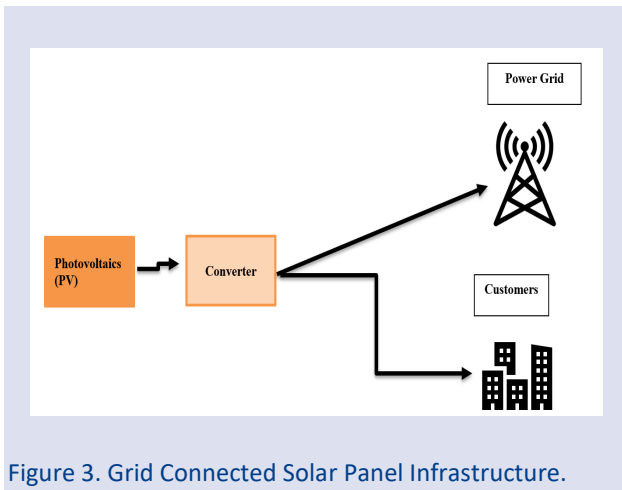 Power Grid
Photovoltaics
(PV)
Converter
Customers
Figure 3. Grid Connected Solar Panel Infrastructure.